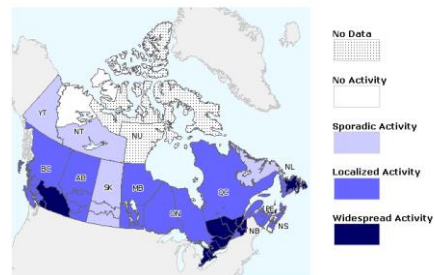 No Data
No Activity
Sporadic Activity
Localized Activity
Widespread Activity
YT
NT
NU
BC
AB
SK
MB
ON
QC
NL
PE
NB
NS